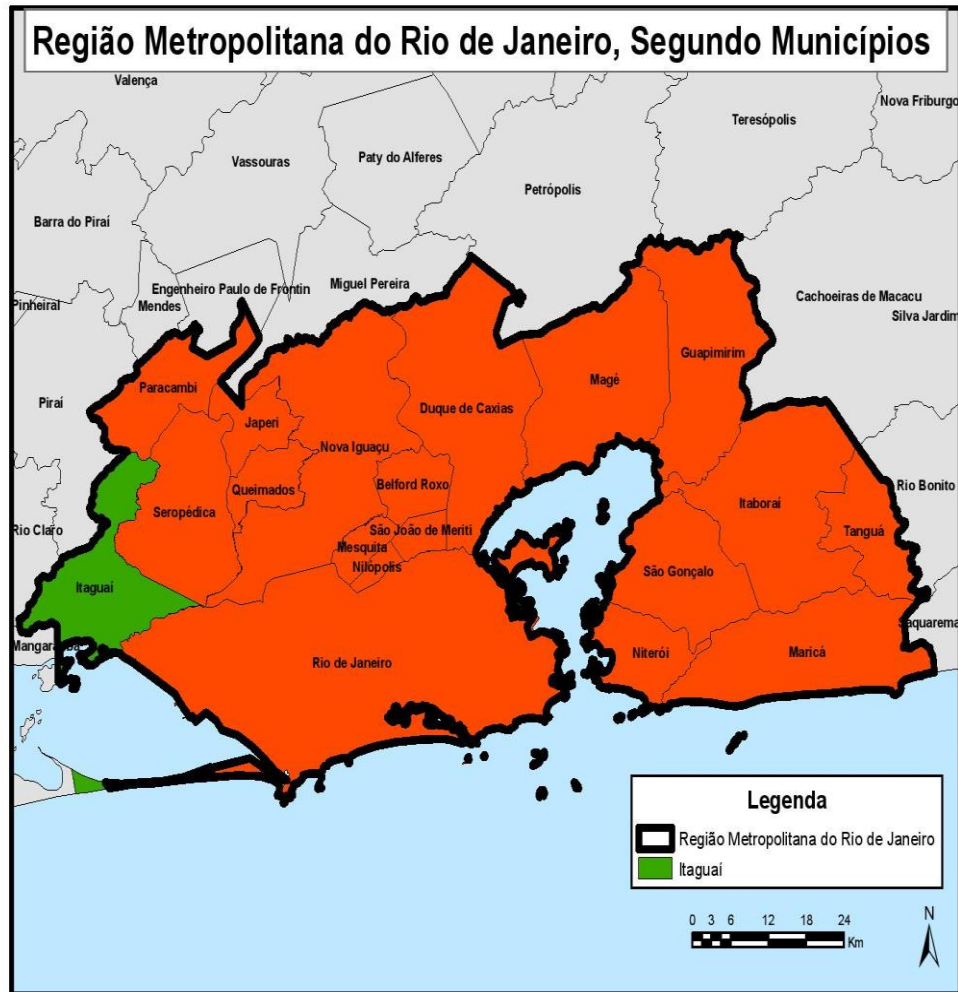 Região Metropolitana do Rio de Janeiro, Segundo Municípios
Valença
Nova Friburgo
Teresópolis
Vassouras
Paty do Alferes
Petrópolis
Barra do Piraí
Engenheiro Paulo de Frontin
Miguel Pereira
Pinheiral
Mendes
Cachoeiras de Macacu
Silva Jardim
Guapimirim
Paracambi
Magé
Piraí
Duque de Caxias
Japeri
Nova Iguaçu
Queimados
Belford Roxo
Rio Bonito
Itaboraí
Seropédica
Rio Claro
São João de Meriti
Tanguá
Mesquita
Nilópolis
São Gonçalo
Itaguaí
Saquarema
Rio de Janeiro
Niterói
Maricá
Legenda
Região Metropolitana do Rio de Janeiro
Itaguaí
0 3 6 12 18 24
Km
N